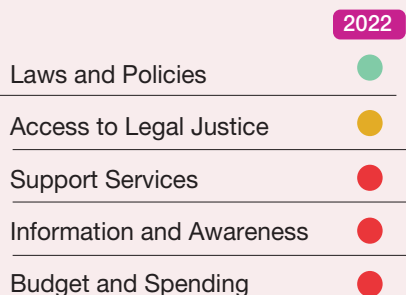 2022
Laws and Policies
Access to Legal Justice
Support Services
Information and Awareness
Budget and Spending